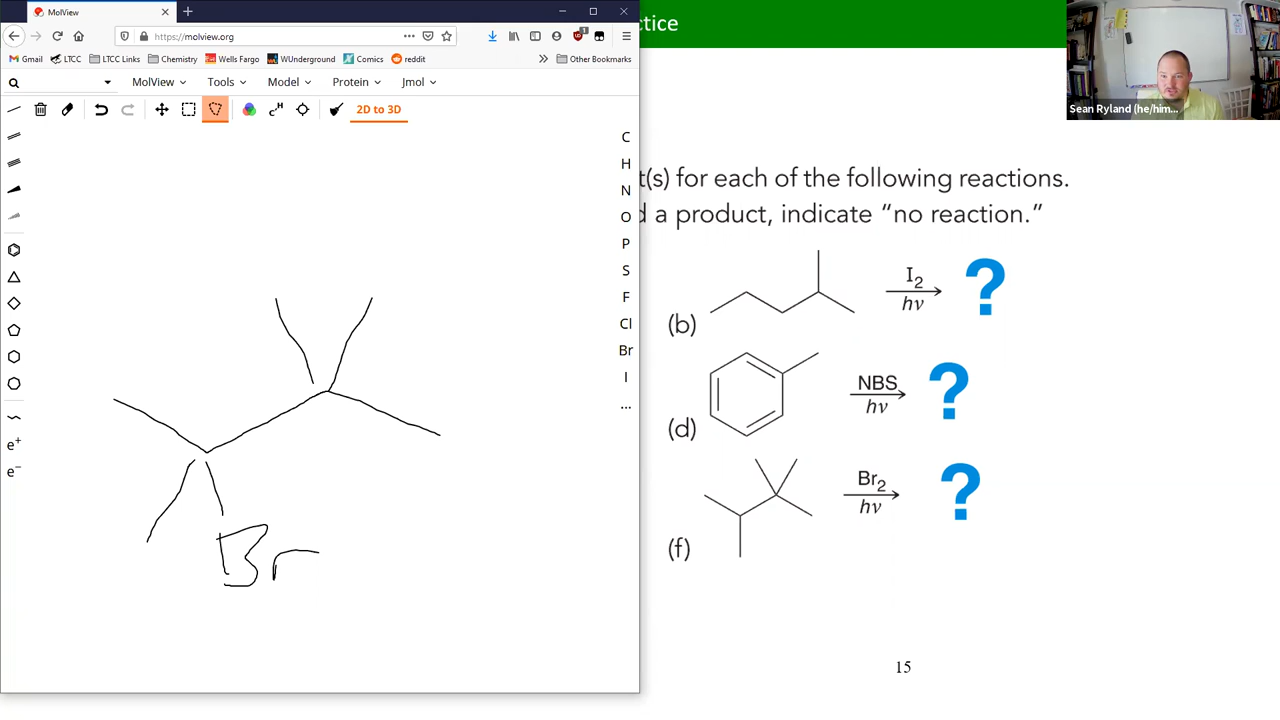 MolView
ctice
https://molview.org
Gmail LTCC LTCC Links Chemistry Wells Fargo WUnderground Comics reddit Other Bookmarks
MolView Tools Model Protein Jmol
2D to 3D
C
H
N
O
P
S
F
Cl
Br
I
...
e+
e−
Br
Sean Ryland (he/him...
t(s) for each of the following reactions.
d a product, indicate “no reaction.”
(b) I2 hν ?
(d) NBS hν ?
(f) Br2 hν ?
15